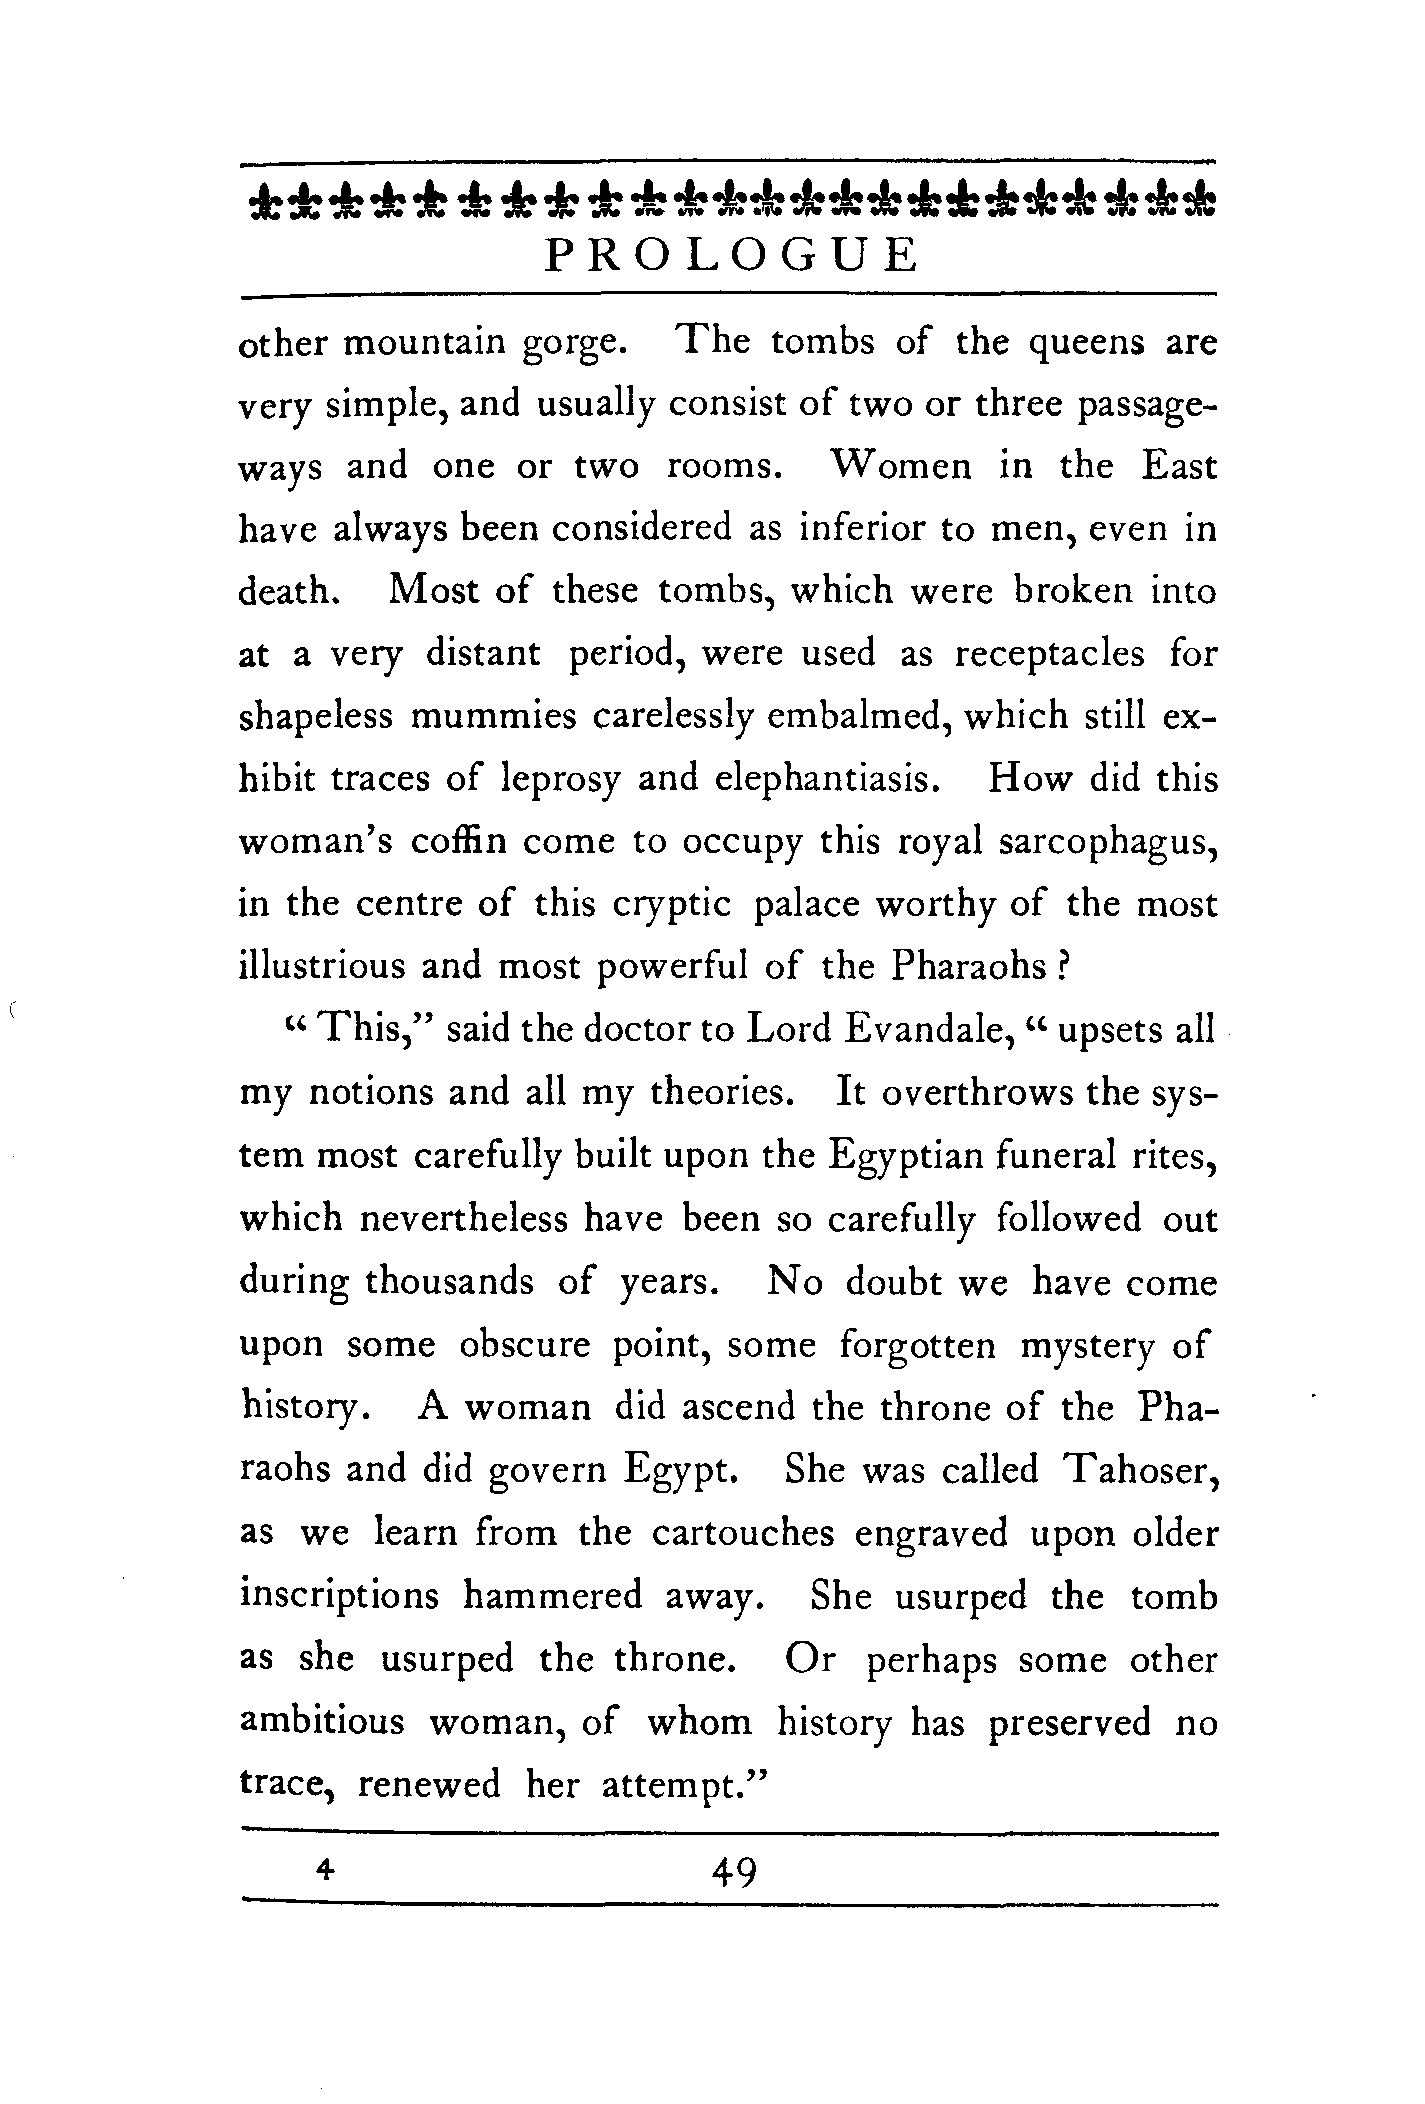 PROLOGUE
other mountain gorge. The tombs of the queens are
very simple, and usually consist of two or three passage-
ways and one or two rooms. Women in the East
have always been considered as inferior to men, even in
death. Most of these tombs, which were broken into
at a very distant period, were used as receptacles for
shapeless mummies carelessly embalmed, which still ex-
hibit traces of leprosy and elephantiasis. How did this
woman's coffin come to occupy this royal sarcophagus,
in the centre of this cryptic palace worthy of the most
illustrious and most powerful of the Pharaohs ?
“ This,” said the doctor to Lord Evandale, “ upsets all
my notions and all my theories. It overthrows the sys-
tem most carefully built upon the Egyptian funeral rites,
which nevertheless have been so carefully followed out
during thousands of years. No doubt we have come
upon some obscure point, some forgotten mystery of
history. A woman did ascend the throne of the Pha-
raohs and did govern Egypt. She was called Tahoser,
as we learn from the cartouches engraved upon older
inscriptions hammered away. She usurped the tomb
as she usurped the throne. Or perhaps some other
ambitious woman, of whom history has preserved no
trace, renewed her attempt.”
4 49